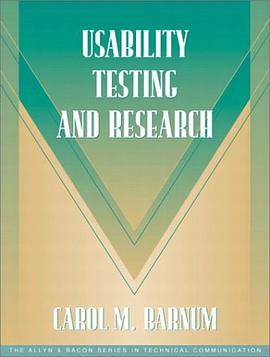 USABILITY
TESTING
AND RESEARCH
CAROL M. BARNUM
THE ALLYN & BACON SERIES IN TECHNICAL COMMUNICATION